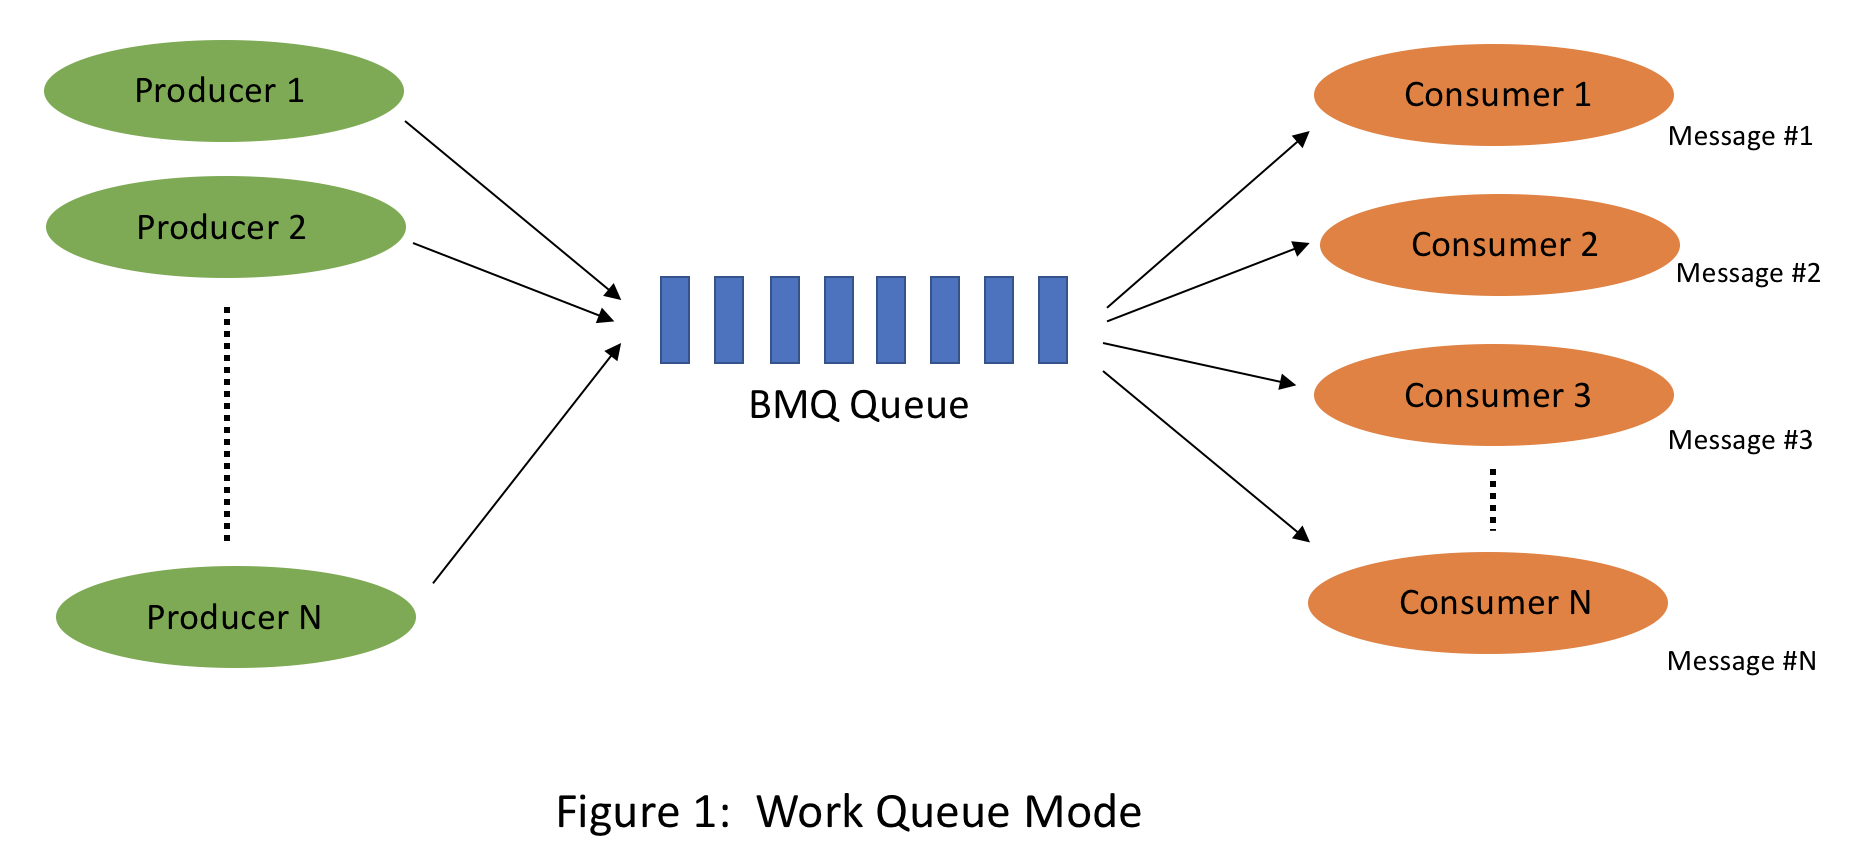 Producer 1
Producer 2
Producer N
BMQ Queue
Consumer 1
Message #1
Consumer 2
Message #2
Consumer 3
Message #3
Consumer N
Message #N
Figure 1:  Work Queue Mode